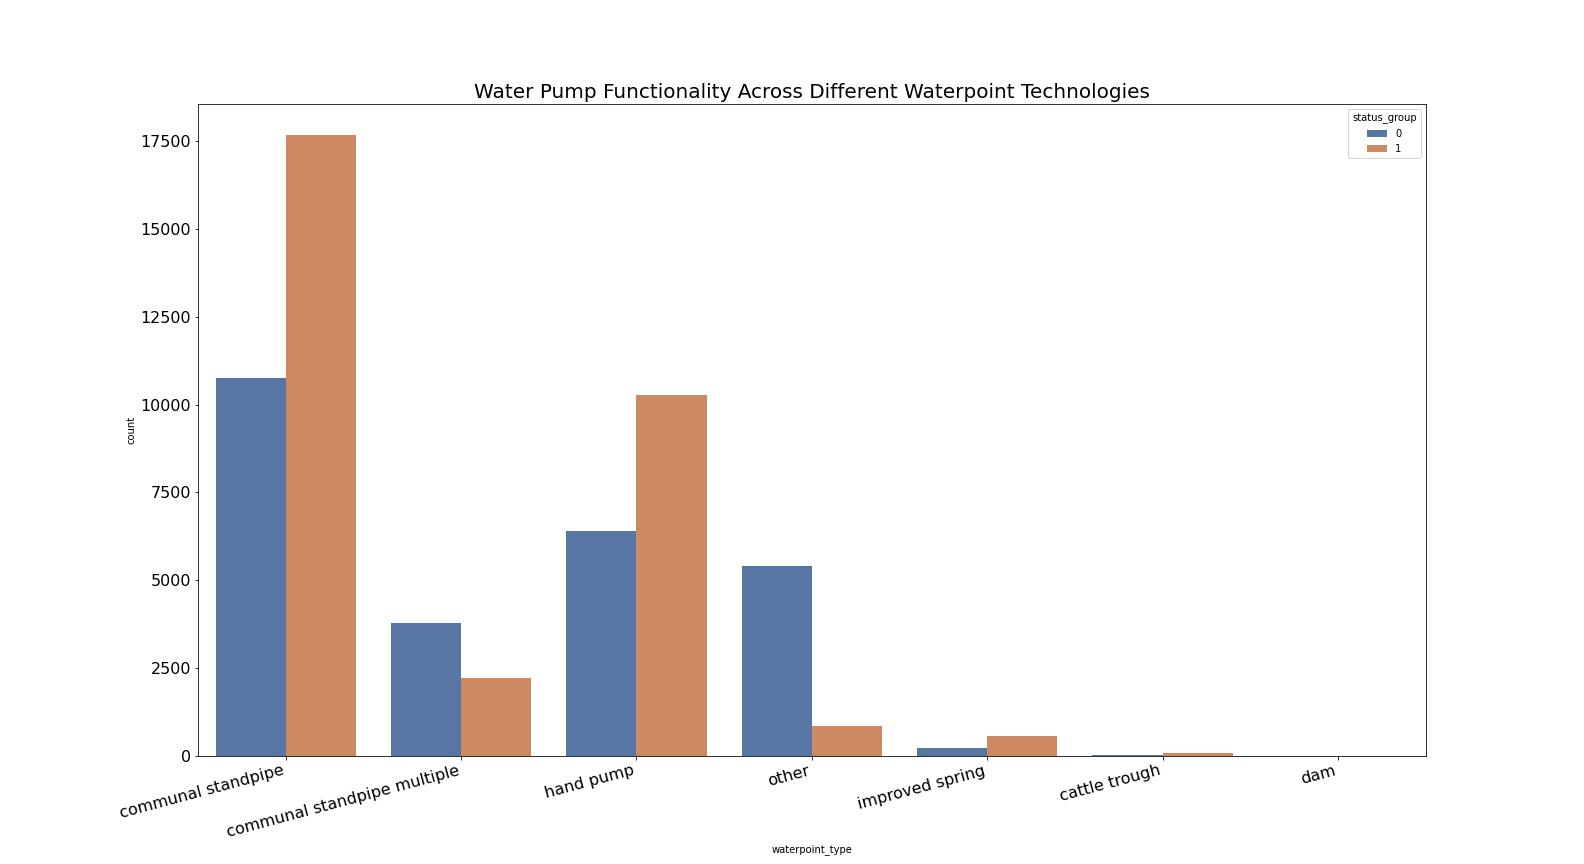 Water Pump Functionality Across Different Waterpoint Technologies
status_group
0
1
17500
15000
12500
10000
7500
5000
2500
0
count
communal standpipe
communal standpipe multiple
hand pump
other
improved spring
cattle trough
dam
waterpoint_type